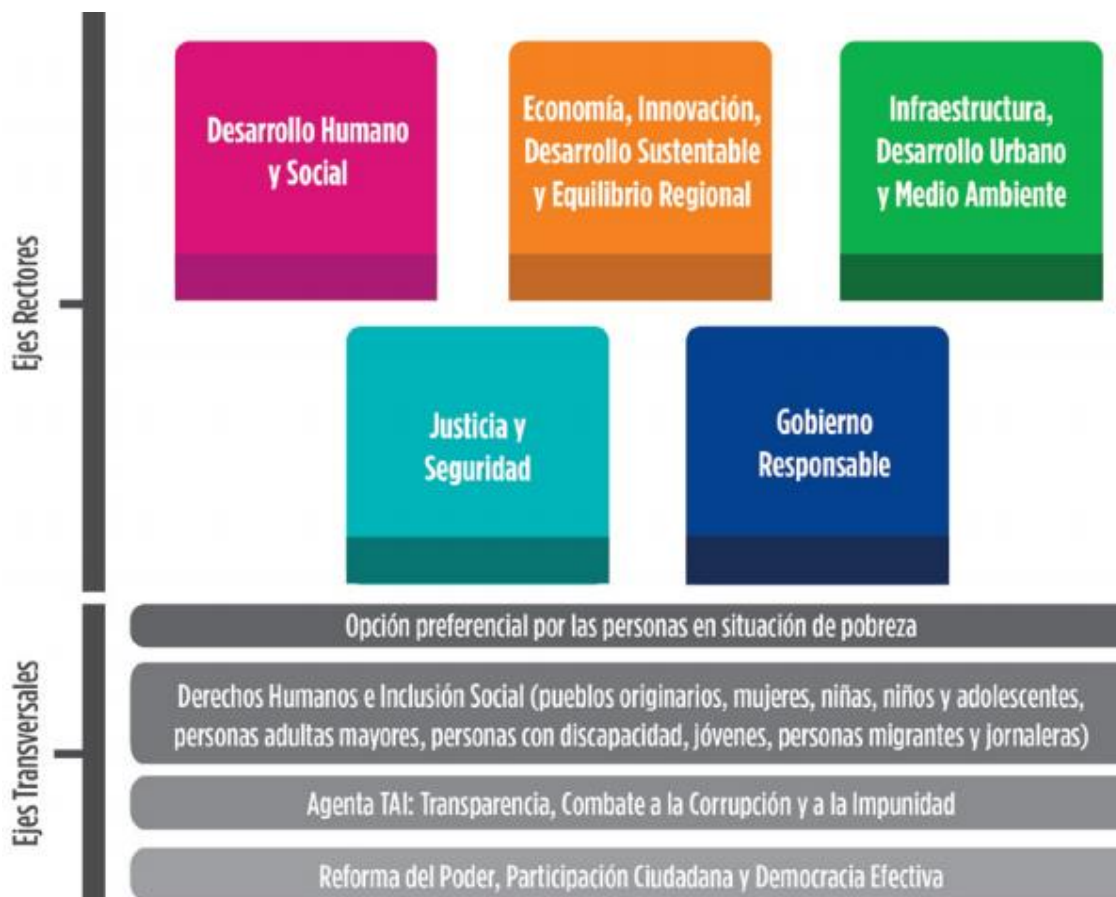 Ejes Rectores
Desarrollo Humano
y Social
Economía, Innovación,
Desarrollo Sustentable
y Equilibrio Regional
Infraestructura,
Desarrollo Urbano
y Medio Ambiente
Justicia y
Seguridad
Gobierno
Responsable
Ejes Transversales
Opción preferencial por las personas en situación de pobreza
Derechos Humanos e Inclusión Social (pueblos originarios, mujeres, niñas, niños y adolescentes,
personas adultas mayores, personas con discapacidad, jóvenes, personas migrantes y jornaleras)
Agenta TAI: Transparencia, Combate a la Corrupción y a la Impunidad
Reforma del Poder, Participación Ciudadana y Democracia Efectiva